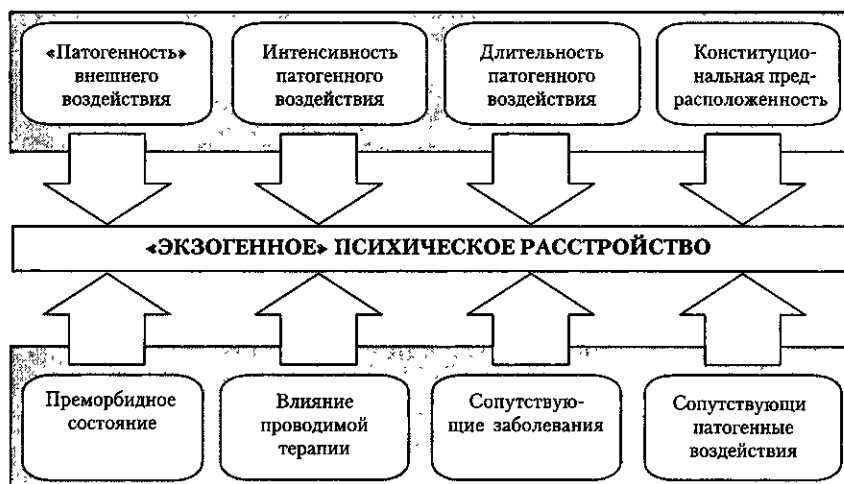 «Патогенность»
внешнего
воздействия
Интенсивность
патогенного
воздействия
Длительность
патогенного
воздействия
Конституцио-
нальная пред-
расположенность
«ЭКЗОГЕННОЕ» ПСИХИЧЕСКОЕ РАССТРОЙСТВО
Преморбидное
состояние
Влияние
проводимой
терапии
Сопутствую-
щие заболевания
Сопутствующи
патогенные
воздействия